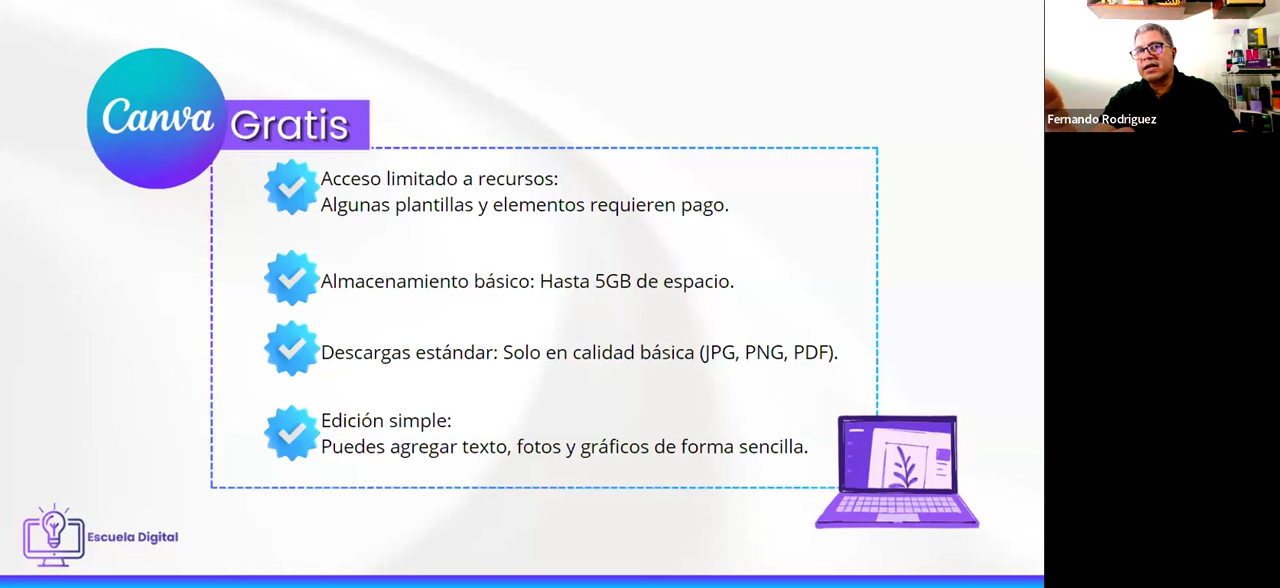 Canva
Gratis
Acceso limitado a recursos:
Algunas plantillas y elementos requieren pago.
Almacenamiento básico: Hasta 5GB de espacio.
Descargas estándar: Solo en calidad básica (JPG, PNG, PDF).
Edición simple:
Puedes agregar texto, fotos y gráficos de forma sencilla.
Escuela Digital
Fernando Rodriguez
1